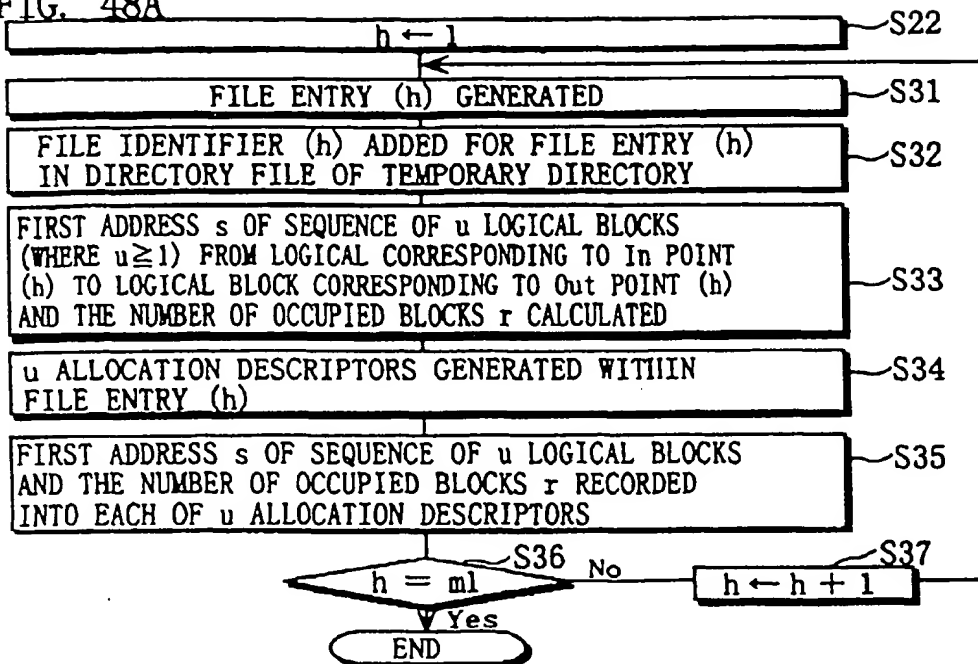 FIG. 48A
h ← 1
S22
FILE ENTRY (h) GENERATED
S31
FILE IDENTIFIER (h) ADDED FOR FILE ENTRY (h)
IN DIRECTORY FILE OF TEMPORARY DIRECTORY
S32
FIRST ADDRESS s OF SEQUENCE OF u LOGICAL BLOCKS
(WHERE u≧1) FROM LOGICAL CORRESPONDING TO In POINT
(h) TO LOGICAL BLOCK CORRESPONDING TO Out POINT (h)
AND THE NUMBER OF OCCUPIED BLOCKS r CALCULATED
S33
u ALLOCATION DESCRIPTORS GENERATED WITHIN
FILE ENTRY (h)
S34
FIRST ADDRESS s OF SEQUENCE OF u LOGICAL BLOCKS
AND THE NUMBER OF OCCUPIED BLOCKS r RECORDED
INTO EACH OF u ALLOCATION DESCRIPTORS
S35
h = m1
S36
No
h ← h + 1
S37
Yes
END